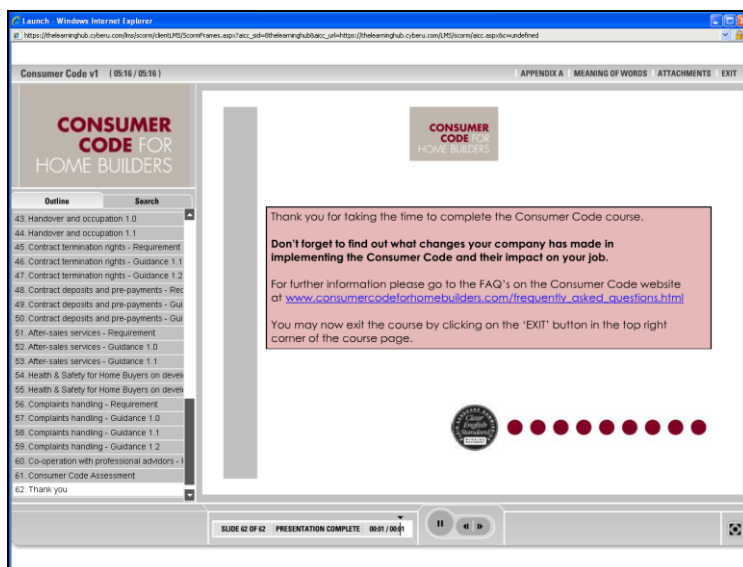 Launch - Windows Internet Explorer
https://thelearninghub.cyberu.com/lms/scorm/clientLMS/ScormFrames.aspx?aicc_sid=0thelearninghub&aicc_url=https://thelearninghub.cyberu.com/LMS/scorm/aicc.aspx&c=undefined
Consumer Code v1 (05:16 / 05:16)
APPENDIX A MEANING OF WORDS ATTACHMENTS EXIT
CONSUMER
CODE FOR
HOME BUILDERS
Outline Search
43. Handover and occupation 1.0
44. Handover and occupation 1.1
45. Contract termination rights - Requirement
46. Contract termination rights - Guidance 1.1
47. Contract termination rights - Guidance 1.2
48. Contract deposits and pre-payments - Rec
49. Contract deposits and pre-payments - Gui
50. Contract deposits and pre-payments - Gui
51. After-sales services - Requirement
52. After-sales services - Guidance 1.0
53. After-sales services - Guidance 1.1
54. Health & Safety for Home Buyers on devel
55. Health & Safety for Home Buyers on devel
56. Complaints handling - Requirement
57. Complaints handling - Guidance 1.0
58. Complaints handling - Guidance 1.1
59. Complaints handling - Guidance 1.2
60. Co-operation with professional advidors -
61. Consumer Code Assessment
62. Thank you
CONSUMER
CODE FOR
HOME BUILDERS
Thank you for taking the time to complete the Consumer Code course.
Don't forget to find out what changes your company has made in
implementing the Consumer Code and their impact on your job.
For further information please go to the FAQ's on the Consumer Code website
at www.consumercodeforhomebuilders.com/frequently_asked_questions.html
You may now exit the course by clicking on the 'EXIT' button in the top right
corner of the course page.
Clear
English
Standard
SLIDE 62 OF 62 PRESENTATION COMPLETE 00:01 / 00:01